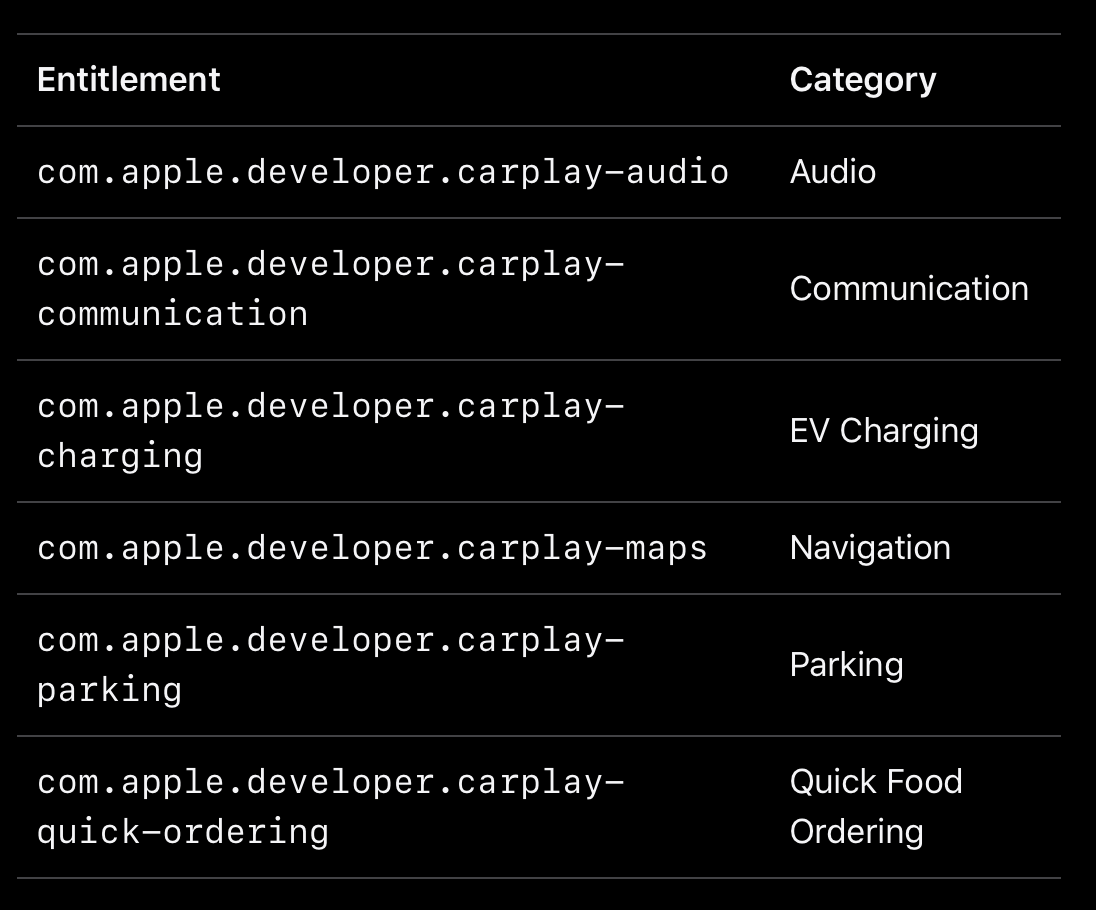 Entitlement Category
com.apple.developer.carplay-audio Audio
com.apple.developer.carplay-
communication
Communication
com.apple.developer.carplay-
charging
EV Charging
com.apple.developer.carplay-maps Navigation
com.apple.developer.carplay-
parking
Parking
com.apple.developer.carplay-
quick-ordering
Quick Food
Ordering